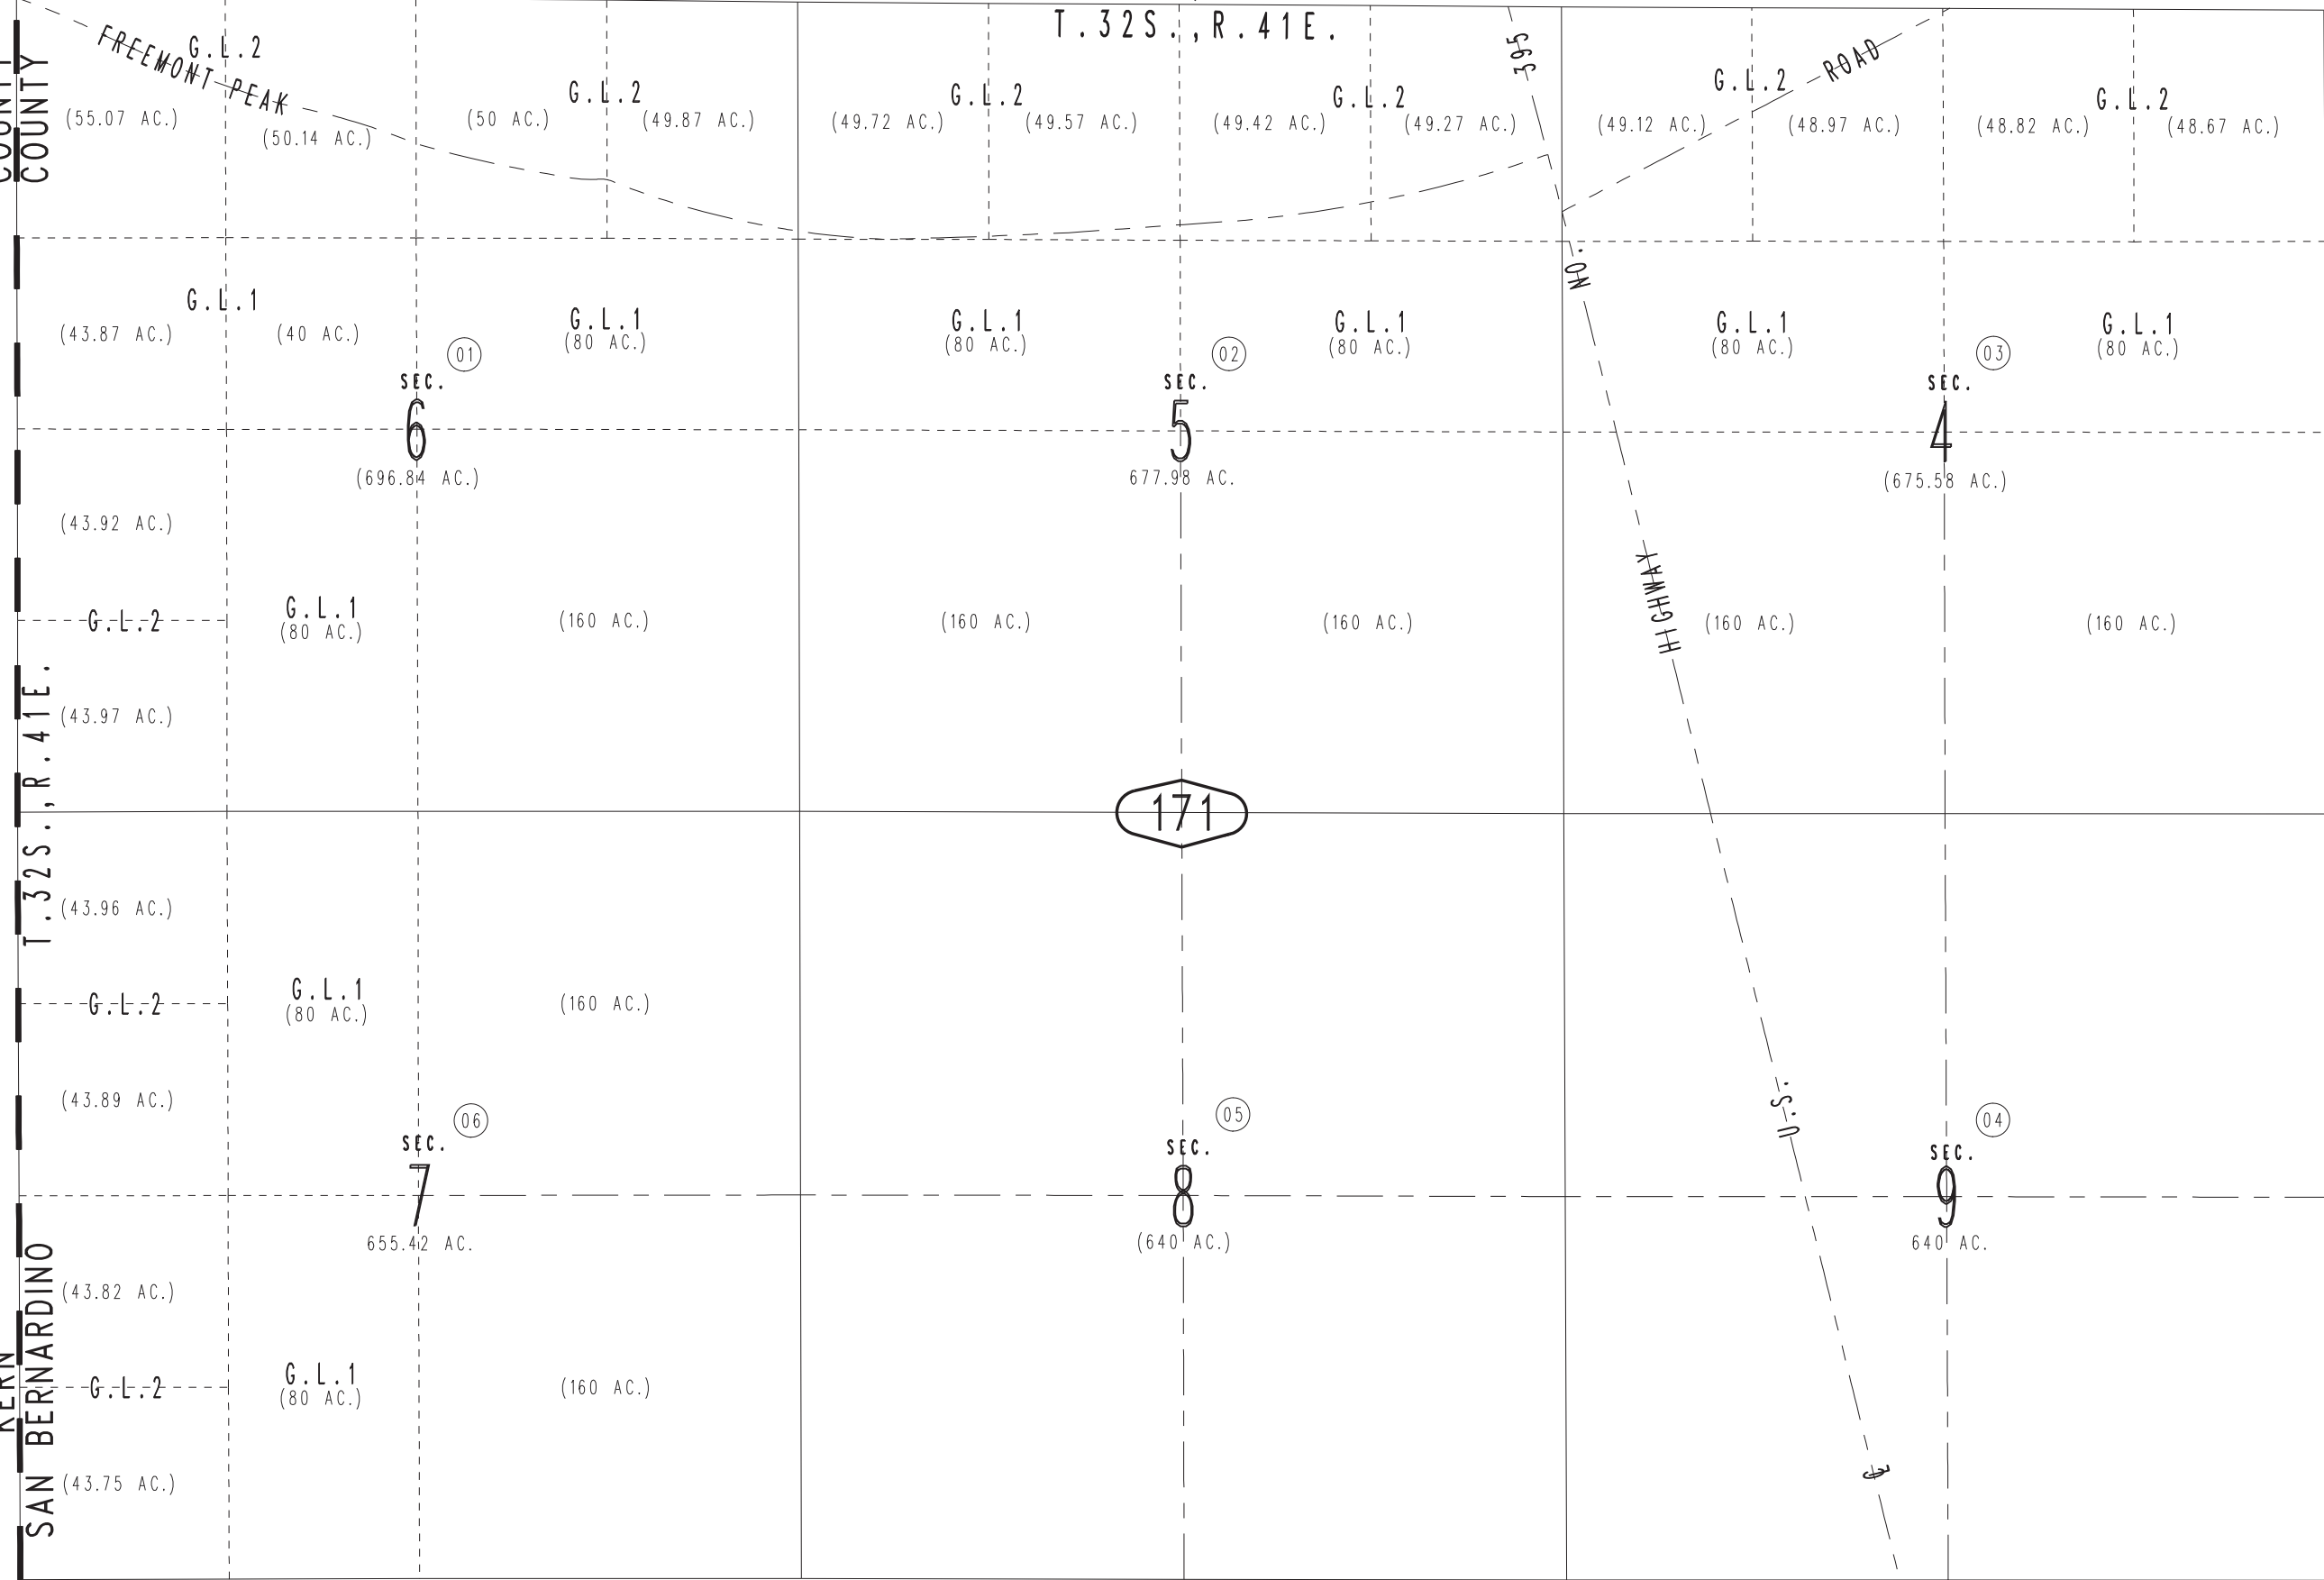 T.32S.,R.41E.
FREEMONT PEAK
ROAD
U.S. HIGHWAY NO. 395
COUNTY
COUNTY
T.32S.,R.41E.
KERN
SAN BERNARDINO
G.L.2
G.L.2
G.L.2
G.L.2
G.L.2
G.L.2
(55.07 AC.)
(50.14 AC.)
(50 AC.)
(49.87 AC.)
(49.72 AC.)
(49.57 AC.)
(49.42 AC.)
(49.27 AC.)
(49.12 AC.)
(48.97 AC.)
(48.82 AC.)
(48.67 AC.)
G.L.1
(43.87 AC.)
(40 AC.)
G.L.1
(80 AC.)
G.L.1
(80 AC.)
G.L.1
(80 AC.)
G.L.1
(80 AC.)
G.L.1
(80 AC.)
01
SEC.
6
(696.84 AC.)
02
SEC.
5
677.98 AC.
03
SEC.
4
(675.58 AC.)
(43.92 AC.)
G.L.2
(43.97 AC.)
G.L.1
(80 AC.)
(160 AC.)
(160 AC.)
(160 AC.)
(160 AC.)
(160 AC.)
171
(43.96 AC.)
G.L.2
(43.89 AC.)
G.L.1
(80 AC.)
(160 AC.)
06
SEC.
7
655.42 AC.
05
SEC.
8
(640 AC.)
04
SEC.
9
640 AC.
(43.82 AC.)
G.L.2
(43.75 AC.)
G.L.1
(80 AC.)
(160 AC.)